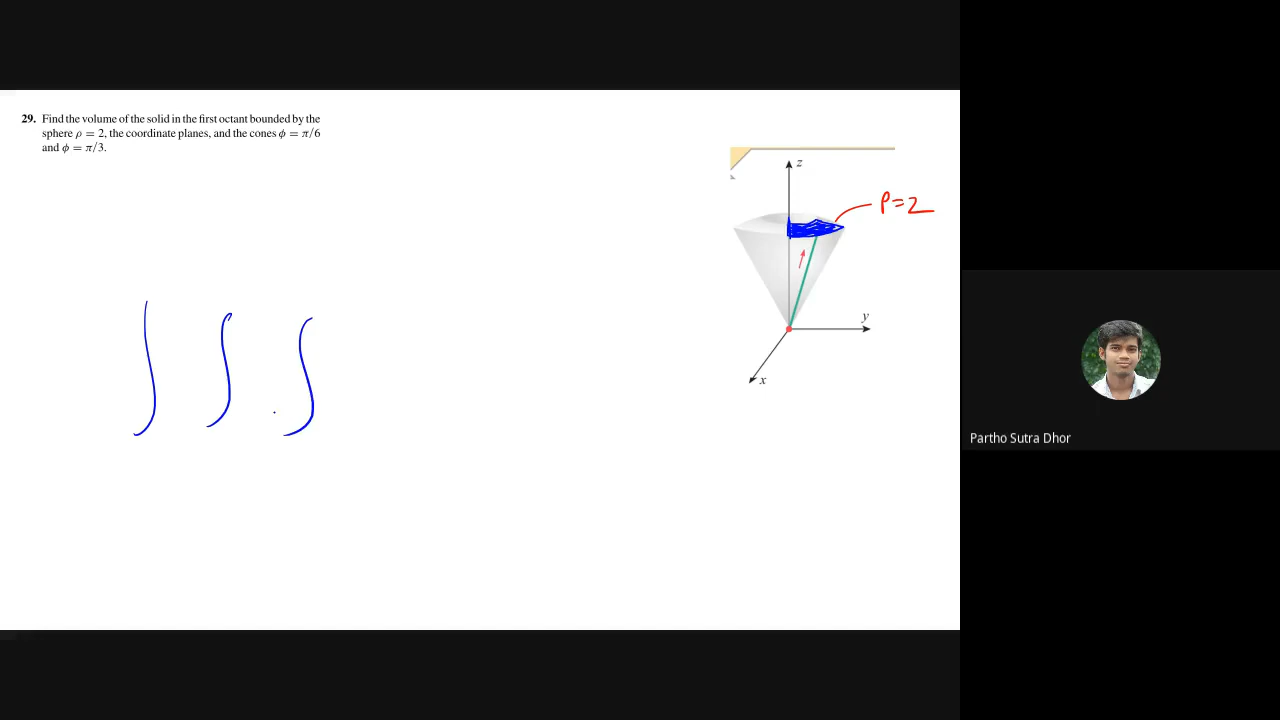 29. Find the volume of the solid in the first octant bounded by the
sphere ρ = 2, the coordinate planes, and the cones ϕ = π/6
and ϕ = π/3.
z
ρ=2
y
x
∫ ∫ ∫
Partho Sutra Dhor